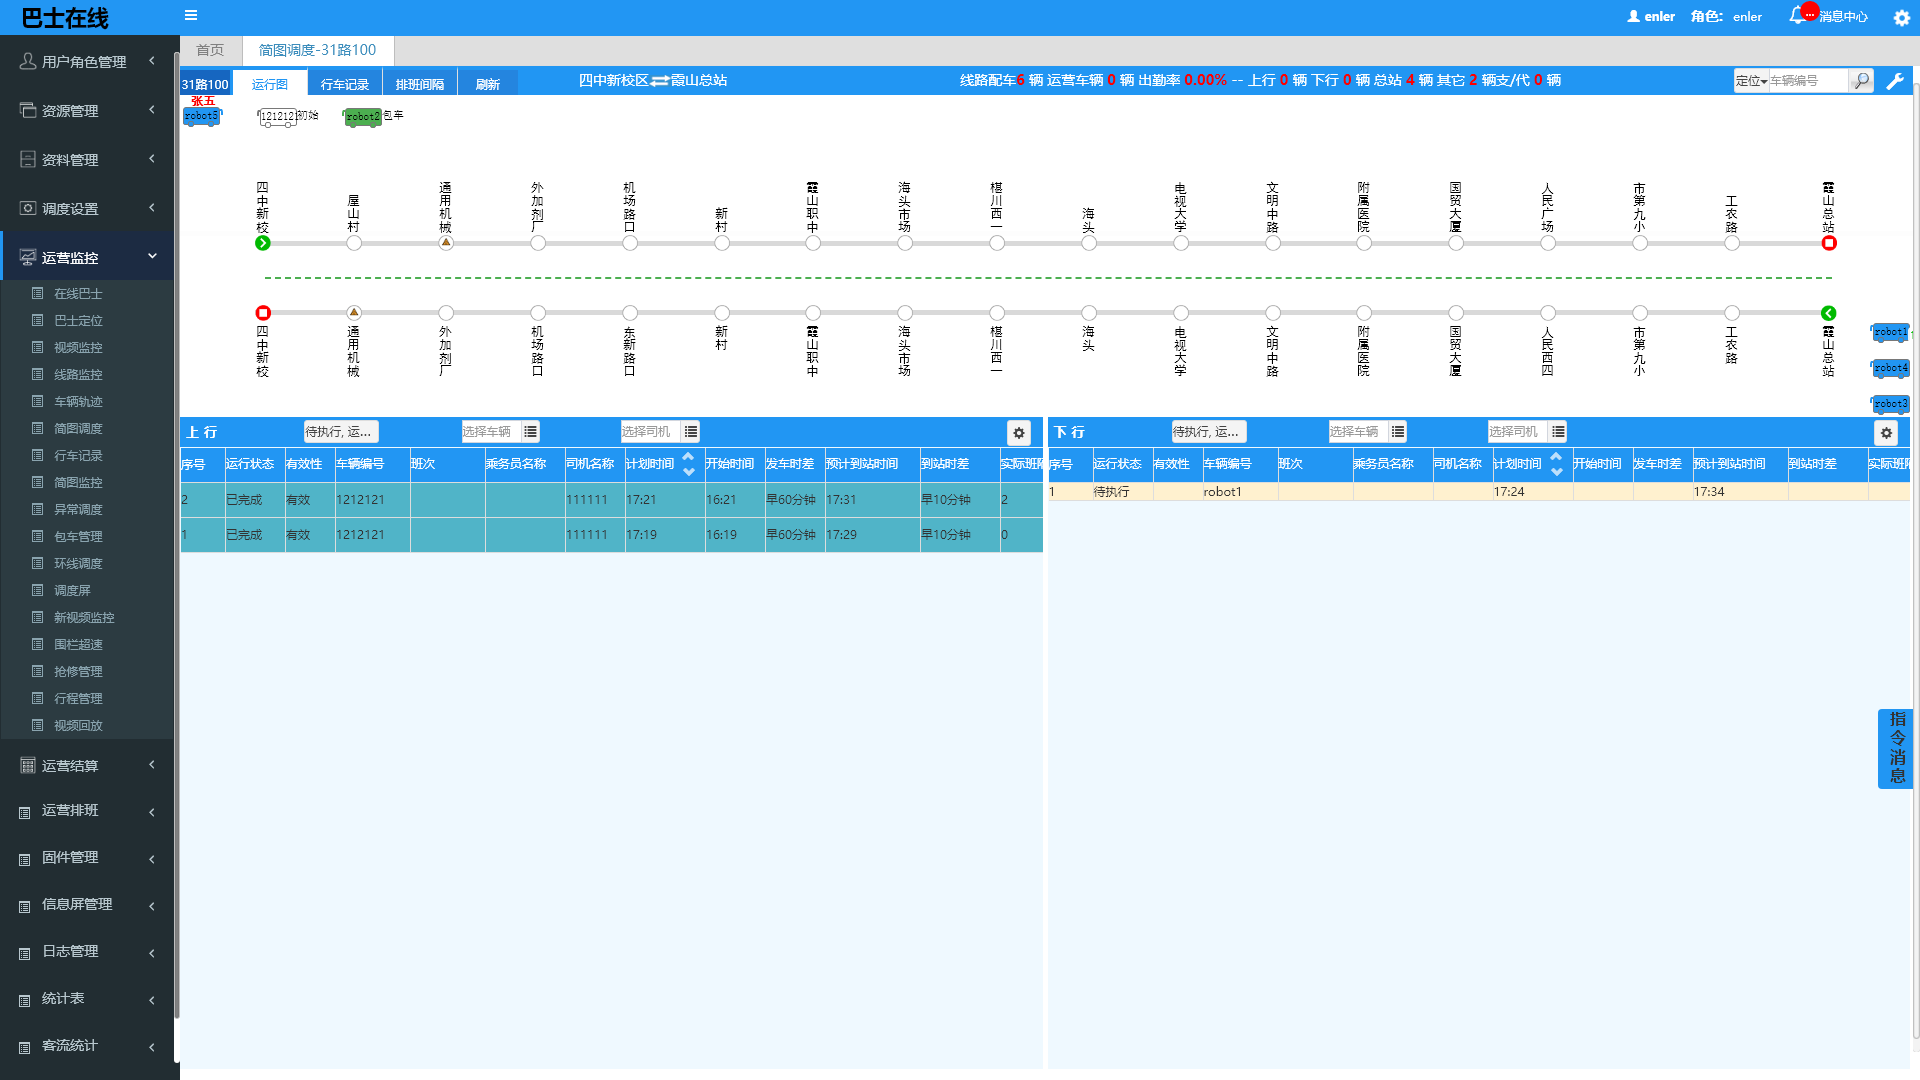 巴士在线
enler 角色: enler ... 消息中心
用户角色管理
资源管理
资料管理
调度设置
运营监控
在线巴士
巴士定位
视频监控
线路监控
车辆轨迹
简图调度
行车记录
简图监控
异常调度
包车管理
环线调度
调度屏
新视频监控
围栏超速
抢修管理
行程管理
视频回放
运营结算
运营排班
固件管理
信息屏管理
日志管理
统计表
客流统计
首页 简图调度-31路100
31路100 运行图 行车记录 排班间隔 刷新 四中新校区 霞山总站 线路配车6 辆 运营车辆 0 辆 出勤率 0.00% -- 上行 0 辆 下行 0 辆 总站 4 辆 其它 2 辆支/代 0 辆 定位 车辆编号
张五
robot5 1212121 初始 robot2 包车
四中新校
屋山村
通用机械
外加剂厂
机场路口
新村
霞山职中
海头市场
椹川西一
海头
电视大学
文明中路
附属医院
国贸大厦
人民广场
市第九小
工农路
霞山总站
四中新校
通用机械
外加剂厂
机场路口
东新路口
新村
霞山职中
海头市场
椹川西一
海头
电视大学
文明中路
附属医院
国贸大厦
人民西四
市第九小
工农路
霞山总站
robot1
robot4
robot3
上 行 待执行, 运... 选择车辆 选择司机
序号 运行状态 有效性 车辆编号 班次 乘务员名称 司机名称 计划时间 开始时间 发车时差 预计到站时间 到站时差 实际班
2 已完成 有效 1212121 111111 17:21 16:21 早60分钟 17:31 早10分钟 2
1 已完成 有效 1212121 111111 17:19 16:19 早60分钟 17:29 早10分钟 0
下 行 待执行, 运... 选择车辆 选择司机
序号 运行状态 有效性 车辆编号 班次 乘务员名称 司机名称 计划时间 开始时间 发车时差 预计到站时间 到站时差 实际班
1 待执行 robot1 17:24 17:34
指令消息